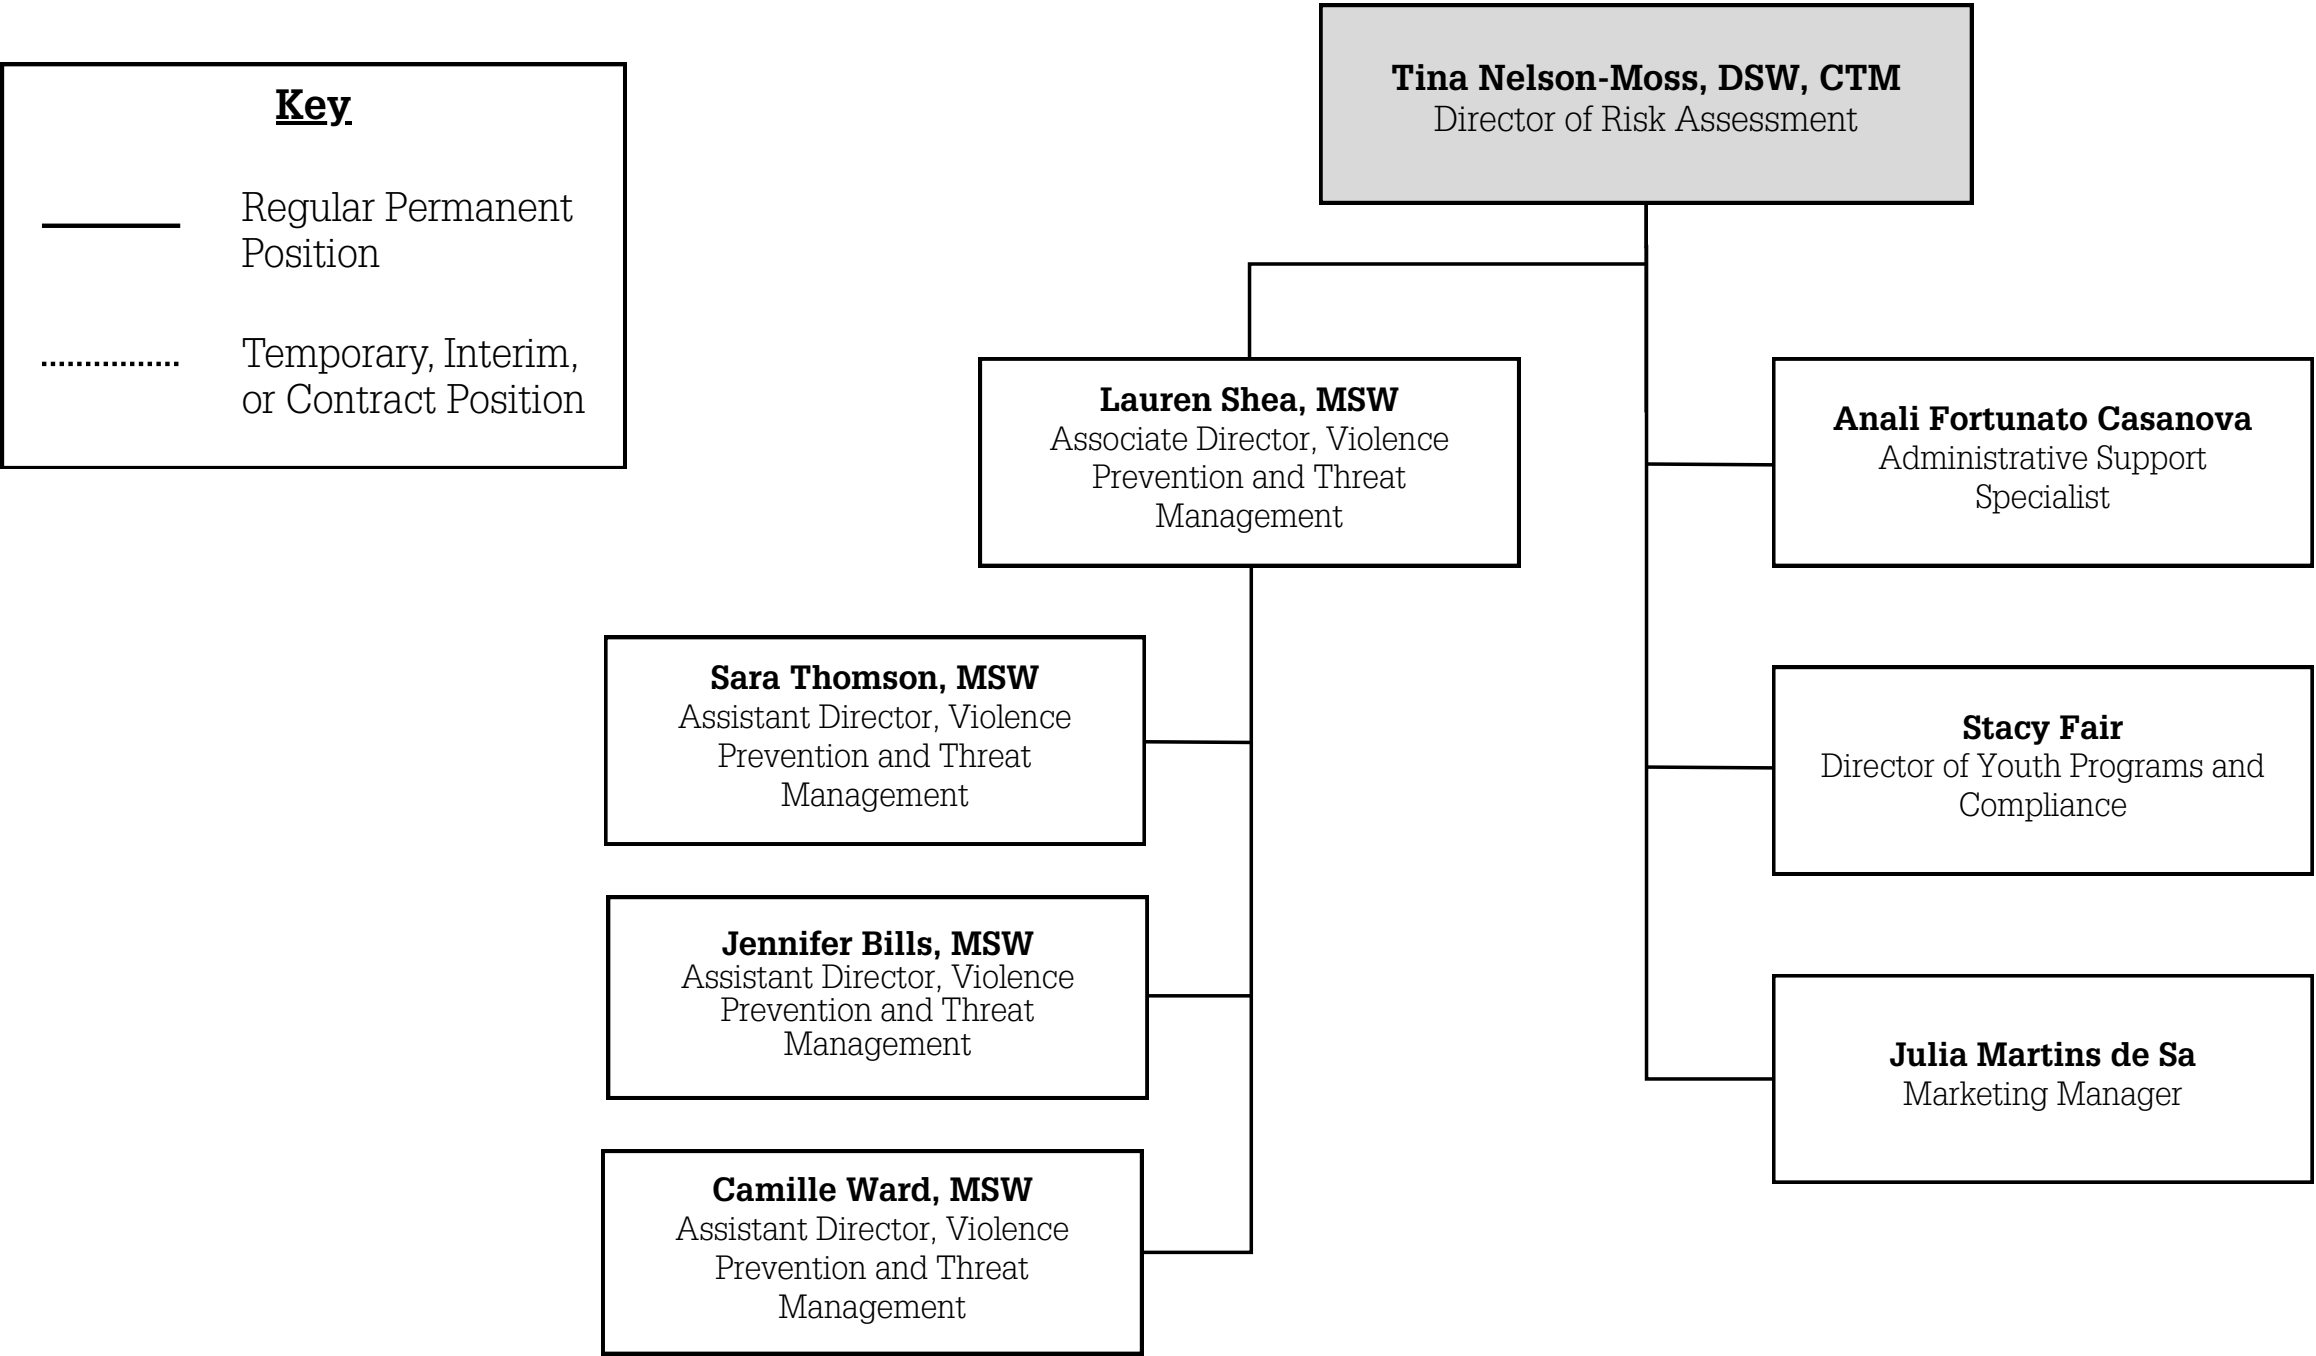 Key
Regular Permanent
Position
Temporary, Interim,
or Contract Position
Tina Nelson-Moss, DSW, CTM
Director of Risk Assessment
Lauren Shea, MSW
Associate Director, Violence
Prevention and Threat
Management
Sara Thomson, MSW
Assistant Director, Violence
Prevention and Threat
Management
Jennifer Bills, MSW
Assistant Director, Violence
Prevention and Threat
Management
Camille Ward, MSW
Assistant Director, Violence
Prevention and Threat
Management
Anali Fortunato Casanova
Administrative Support
Specialist
Stacy Fair
Director of Youth Programs and
Compliance
Julia Martins de Sa
Marketing Manager